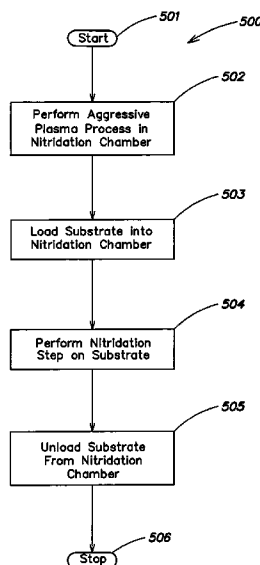 501
500
Start
502
Perform Aggressive
Plasma Process in
Nitridation Chamber
503
Load Substrate into
Nitridation Chamber
504
Perform Nitridation
Step on Substrate
505
Unload Substrate
From Nitridation
Chamber
506
Stop